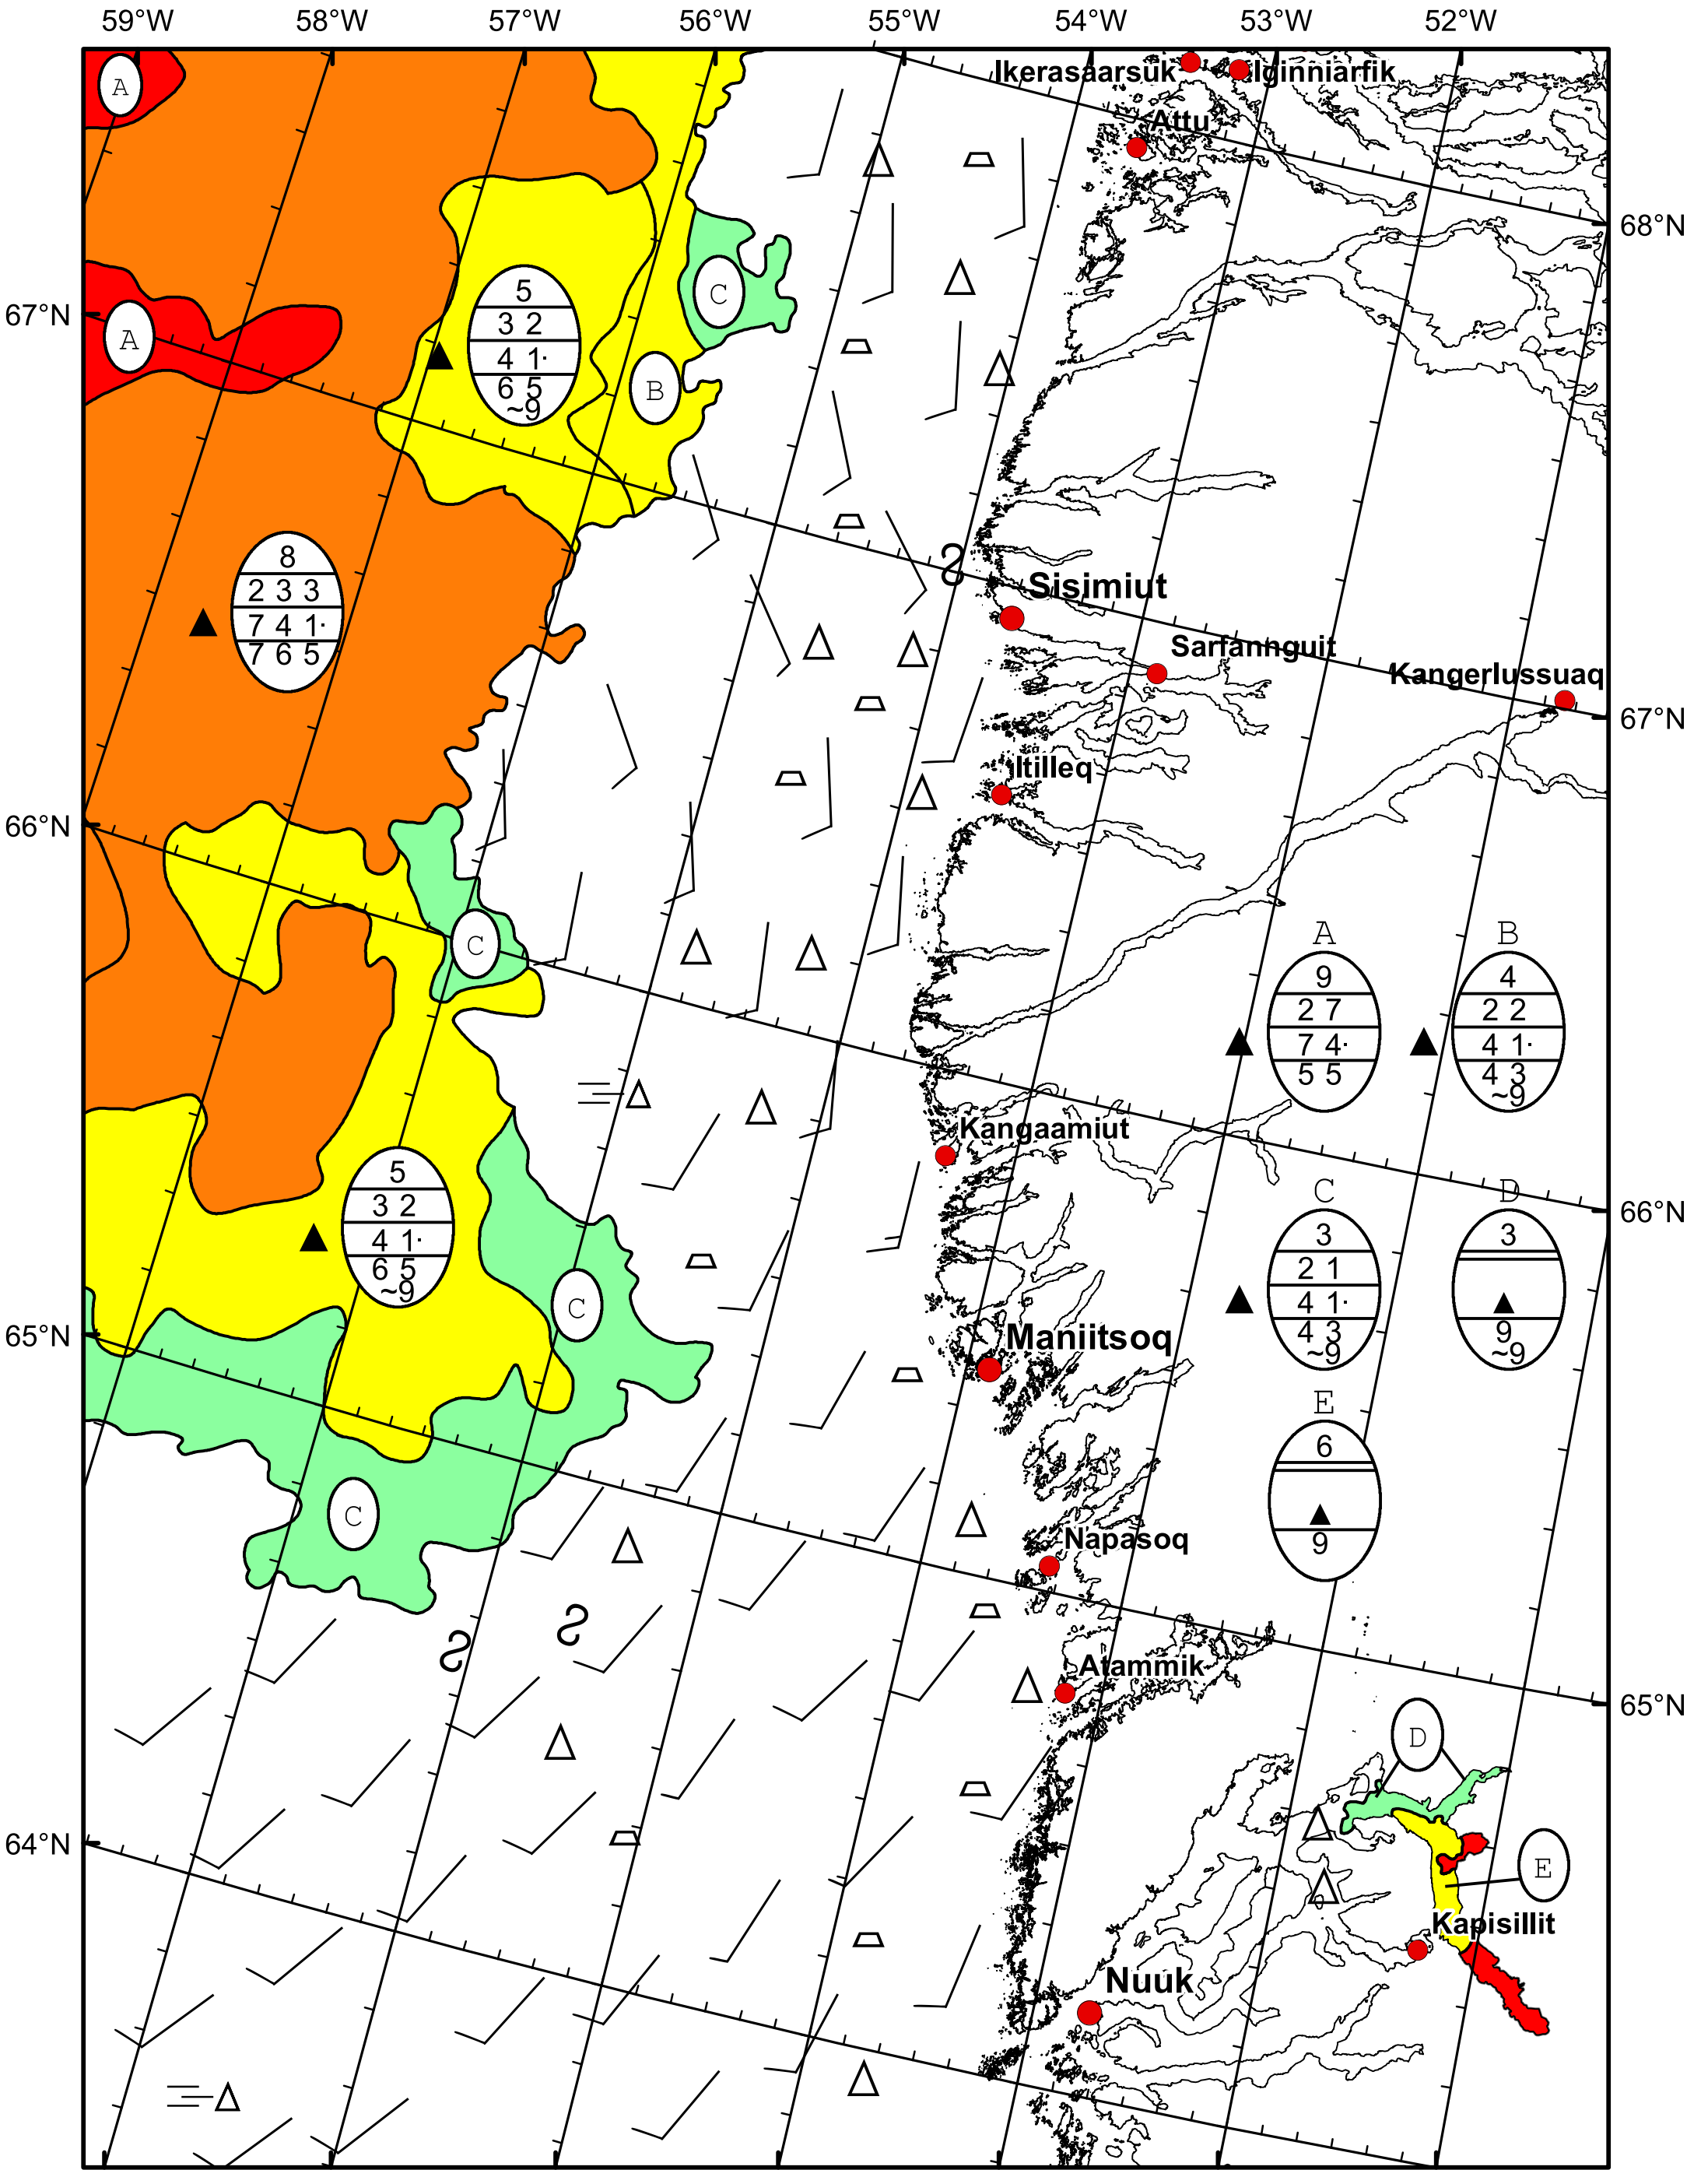 59°W 58°W 57°W 56°W 55°W 54°W 53°W 52°W
Ikerasaarsuk Iginniarfik
A
Attu
68°N
C
5
3 2
4 1·
6 5
~9
67°N
A
B
8
2 3 3
7 4 1·
7 6 5
Sisimiut
Sarfannguit
Kangerlussuaq
67°N
Itilleq
66°N
C
A
9
2 7
7 4·
5 5
B
4
2 2
4 1·
4 3
~9
Kangaamiut
5
3 2
4 1·
6 5
~9
66°N
C
3
2 1
4 1·
4 3
~9
D
3
9
~9
C
65°N
Maniitsoq
E
6
9
C
Napasoq
Atammik
65°N
D
64°N
E
Kapisillit
Nuuk